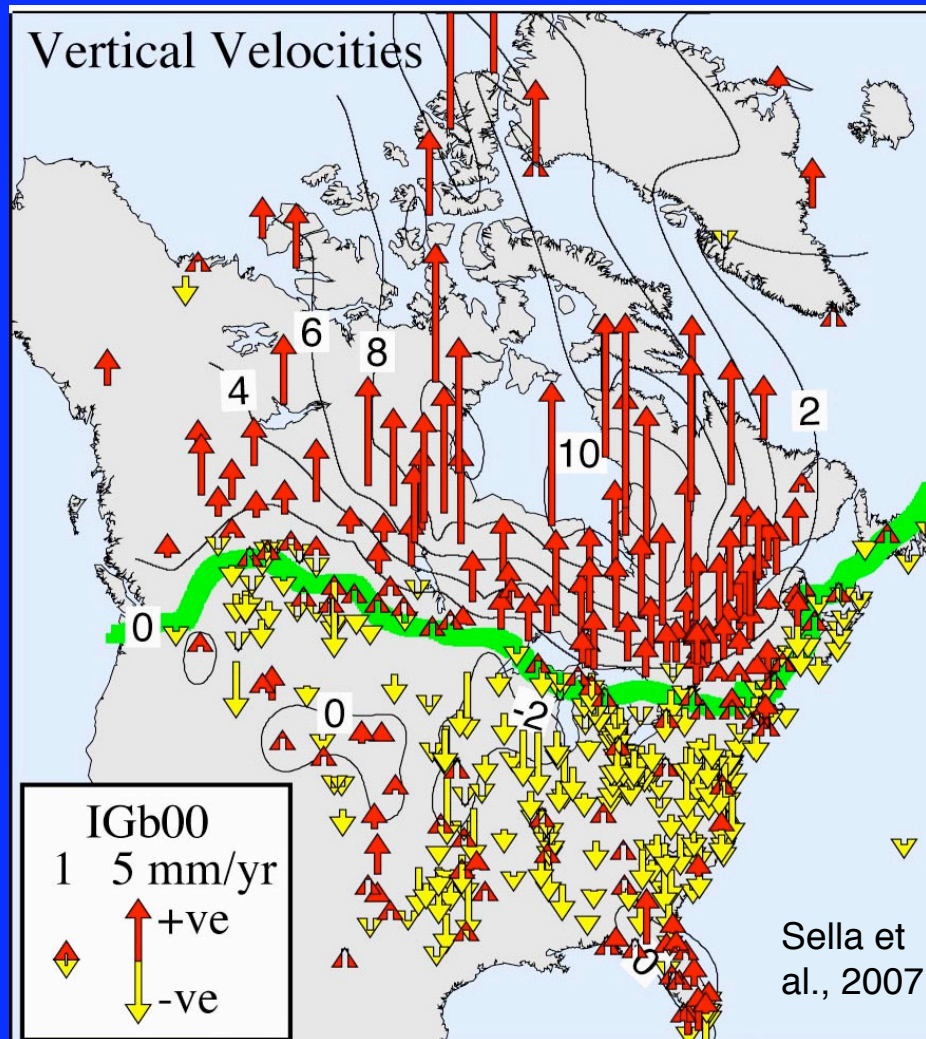 Vertical Velocities
6
8
4
2
10
0
-2
0
0
IGb00
1 5 mm/yr
+ve
-ve
Sella et
al., 2007